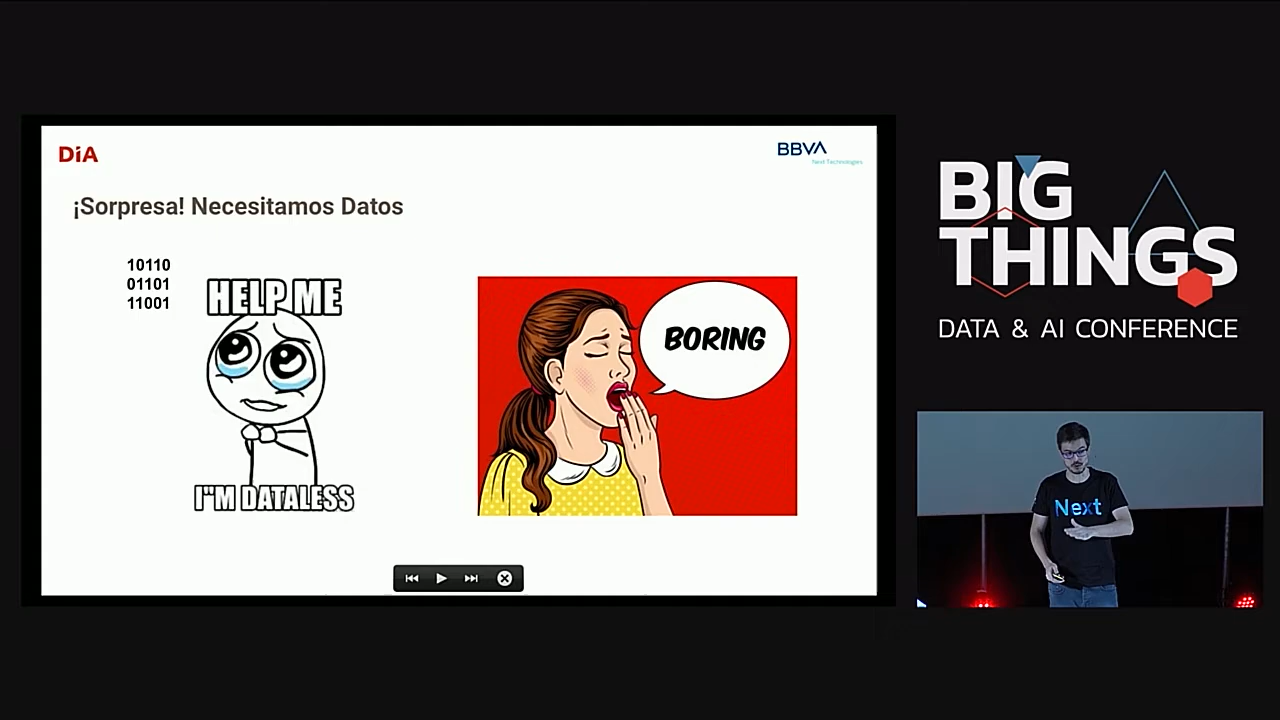 DiA
BBVA
Next Technologies
¡Sorpresa! Necesitamos Datos
10110
01101
11001
HELP ME
I"M DATALESS
BORING
BIG
THINGS
DATA & AI CONFERENCE
Next